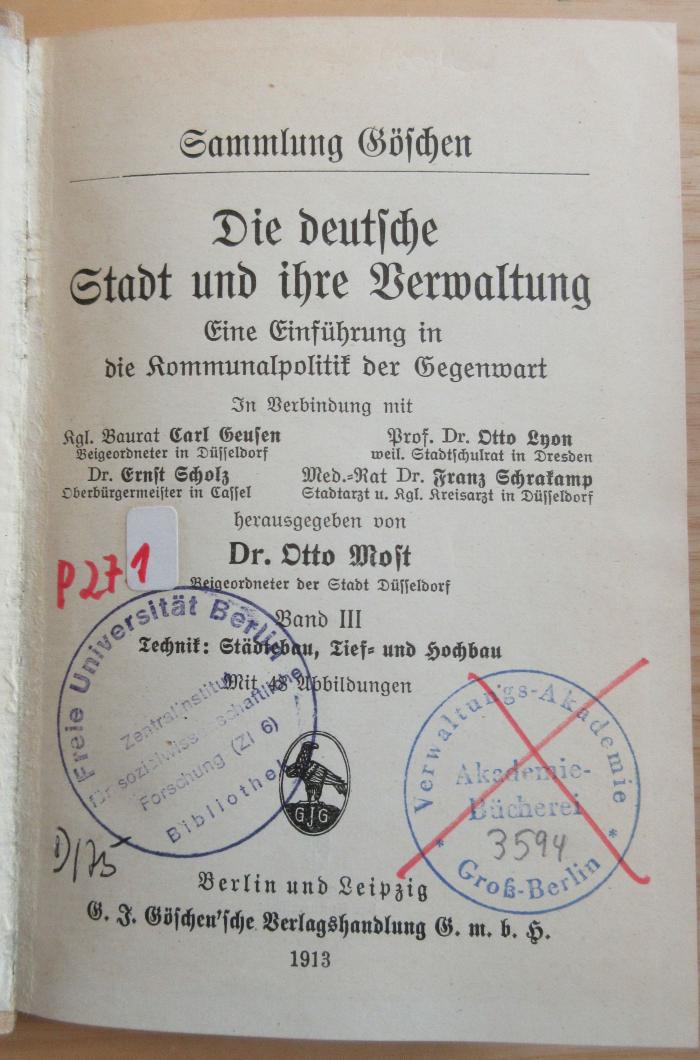 Sammlung Göschen
Die deutsche
Stadt und ihre Verwaltung
Eine Einführung in
die Kommunalpolitik der Gegenwart
In Verbindung mit
Kgl. Baurat Carl Geusen
Beigeordneter in Düsseldorf
Prof. Dr. Otto Lyon
weil. Stadtschulrat in Dresden
Dr. Ernst Scholz
Oberbürgermeister in Cassel
Med.-Rat Dr. Franz Schrakamp
Stadtarzt u. Kgl. Kreisarzt in Düsseldorf
herausgegeben von
Dr. Otto Most
Beigeordneter der Stadt Düsseldorf
P271
Band III
Technik: Städtebau, Tief- und Hochbau
Mit 48 Abbildungen
Freie Universität Berlin
Zentralinstitut
für sozialwissenschaftliche
Forschung (ZI 6)
Bibliothek
GJG
Verwaltungs-Akademie
Akademie-
Bücherei
3594
* Groß-Berlin *
D/75
Berlin und Leipzig
G. J. Göschen'sche Verlagshandlung G. m. b. H.
1913